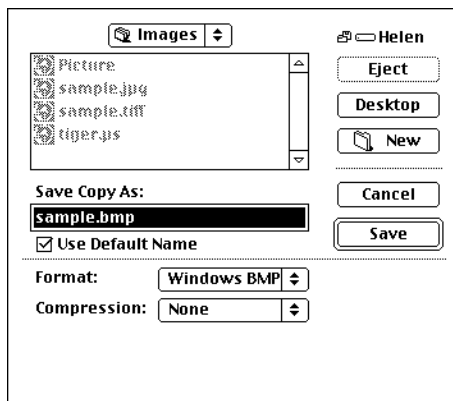 Images
Helen
Picture
sample.jpg
sample.tiff
tiger.ps
Eject
Desktop
New
Save Copy As:
sample.bmp
Use Default Name
Cancel
Save
Format: Windows BMP
Compression: None